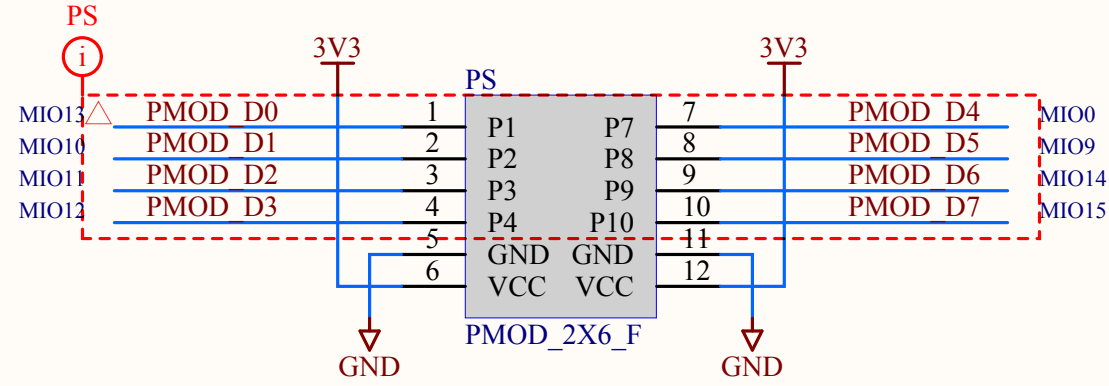 PS
i
3V3
3V3
PS
MIO13 PMOD_D0 1 P1 P7 7 PMOD_D4 MIO0
MIO10 PMOD_D1 2 P2 P8 8 PMOD_D5 MIO9
MIO11 PMOD_D2 3 P3 P9 9 PMOD_D6 MIO14
MIO12 PMOD_D3 4 P4 P10 10 PMOD_D7 MIO15
5 GND GND 11
6 VCC VCC 12
PMOD_2X6_F
GND
GND